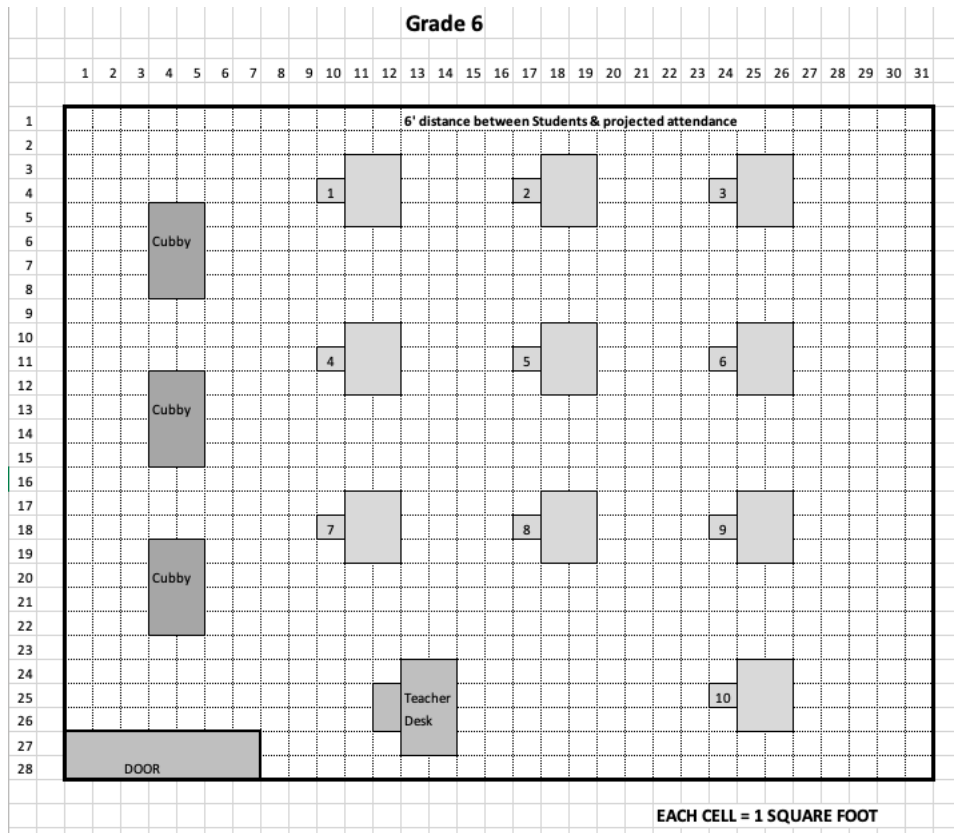 Grade 6
1 2 3 4 5 6 7 8 9 10 11 12 13 14 15 16 17 18 19 20 21 22 23 24 25 26 27 28 29 30 31
1 6' distance between Students & projected attendance
2
3
4 1 2 3
5
6 Cubby
7
8
9
10
11 4 5 6
12
13 Cubby
14
15
16
17
18 7 8 9
19
20 Cubby
21
22
23
24
25 Teacher 10
26 Desk
27
28 DOOR
EACH CELL = 1 SQUARE FOOT